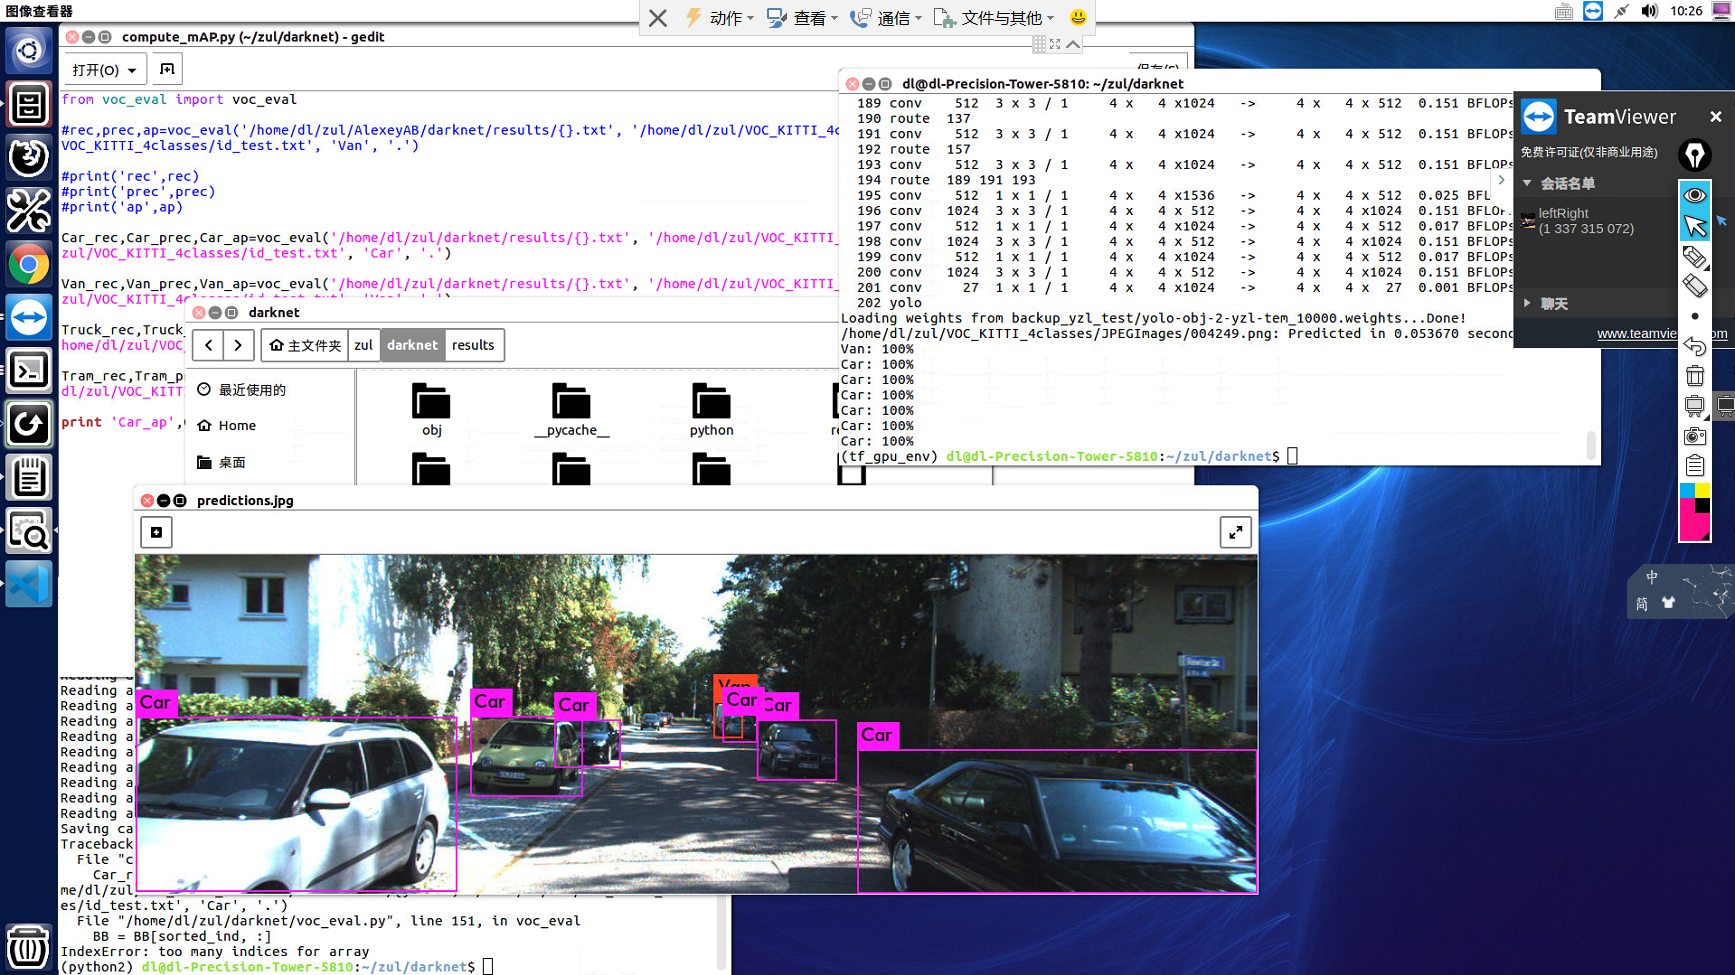 图像查看器
动作
查看
通信
文件与其他
10:26
compute_mAP.py (~/zul/darknet) - gedit
打开(O)
from voc_eval import voc_eval
#rec,prec,ap=voc_eval('/home/dl/zul/AlexeyAB/darknet/results/{}.txt', '/home/dl/zul/VOC_KITTI_4c
VOC_KITTI_4classes/id_test.txt', 'Van', '.')
#print('rec',rec)
#print('prec',prec)
#print('ap',ap)
Car_rec,Car_prec,Car_ap=voc_eval('/home/dl/zul/darknet/results/{}.txt', '/home/dl/zul/VOC_KITTI_
zul/VOC_KITTI_4classes/id_test.txt', 'Car', '.')
Van_rec,Van_prec,Van_ap=voc_eval('/home/dl/zul/darknet/results/{}.txt', '/home/dl/zul/VOC_KITTI_
Truck_rec,Truck_
home/dl/zul/VOC_
Tram_rec,Tram_pr
dl/zul/VOC_KITTI
print 'Car_ap',
dl@dl-Precision-Tower-5810: ~/zul/darknet
189 conv 512 3 x 3 / 1 4 x 4 x1024 -> 4 x 4 x 512 0.151 BFLOPs
190 route 137
191 conv 512 3 x 3 / 1 4 x 4 x1024 -> 4 x 4 x 512 0.151 BFLOPs
192 route 157
193 conv 512 3 x 3 / 1 4 x 4 x1024 -> 4 x 4 x 512 0.151 BFLOPs
194 route 189 191 193
195 conv 512 1 x 1 / 1 4 x 4 x1536 -> 4 x 4 x 512 0.025 BFL
196 conv 1024 3 x 3 / 1 4 x 4 x 512 -> 4 x 4 x1024 0.151 BFLOP
197 conv 512 1 x 1 / 1 4 x 4 x1024 -> 4 x 4 x 512 0.017 BFLOPs
198 conv 1024 3 x 3 / 1 4 x 4 x 512 -> 4 x 4 x1024 0.151 BFLOPs
199 conv 512 1 x 1 / 1 4 x 4 x1024 -> 4 x 4 x 512 0.017 BFLOPs
200 conv 1024 3 x 3 / 1 4 x 4 x 512 -> 4 x 4 x1024 0.151 BFLOPs
201 conv 27 1 x 1 / 1 4 x 4 x1024 -> 4 x 4 x 27 0.001 BFLOPs
202 yolo
Loading weights from backup_yzl_test/yolo-obj-2-yzl-tem_10000.weights...Done!
/home/dl/zul/VOC_KITTI_4classes/JPEGImages/004249.png: Predicted in 0.053670 second
Van: 100%
Car: 100%
Car: 100%
Car: 100%
Car: 100%
Car: 100%
Car: 100%
(tf_gpu_env) dl@dl-Precision-Tower-5810:~/zul/darknet$
TeamViewer
免费许可证(仅非商业用途)
会话名单
leftRight
(1 337 315 072)
聊天
www.teamvie om
darknet
主文件夹
zul
darknet
results
最近使用的
Home
桌面
obj
__pycache__
python
predictions.jpg
Car
Car
Car
Van
Car
Car
Car
中
简
Reading a
Reading a
Reading a
Reading a
Reading a
Reading a
Reading a
Reading a
Reading a
Saving ca
Traceback
File "c
Car_r
me/dl/zul
es/id_test.txt', 'Car', '.')
File "/home/dl/zul/darknet/voc_eval.py", line 151, in voc_eval
BB = BB[sorted_ind, :]
IndexError: too many indices for array
(python2) dl@dl-Precision-Tower-5810:~/zul/darknet$